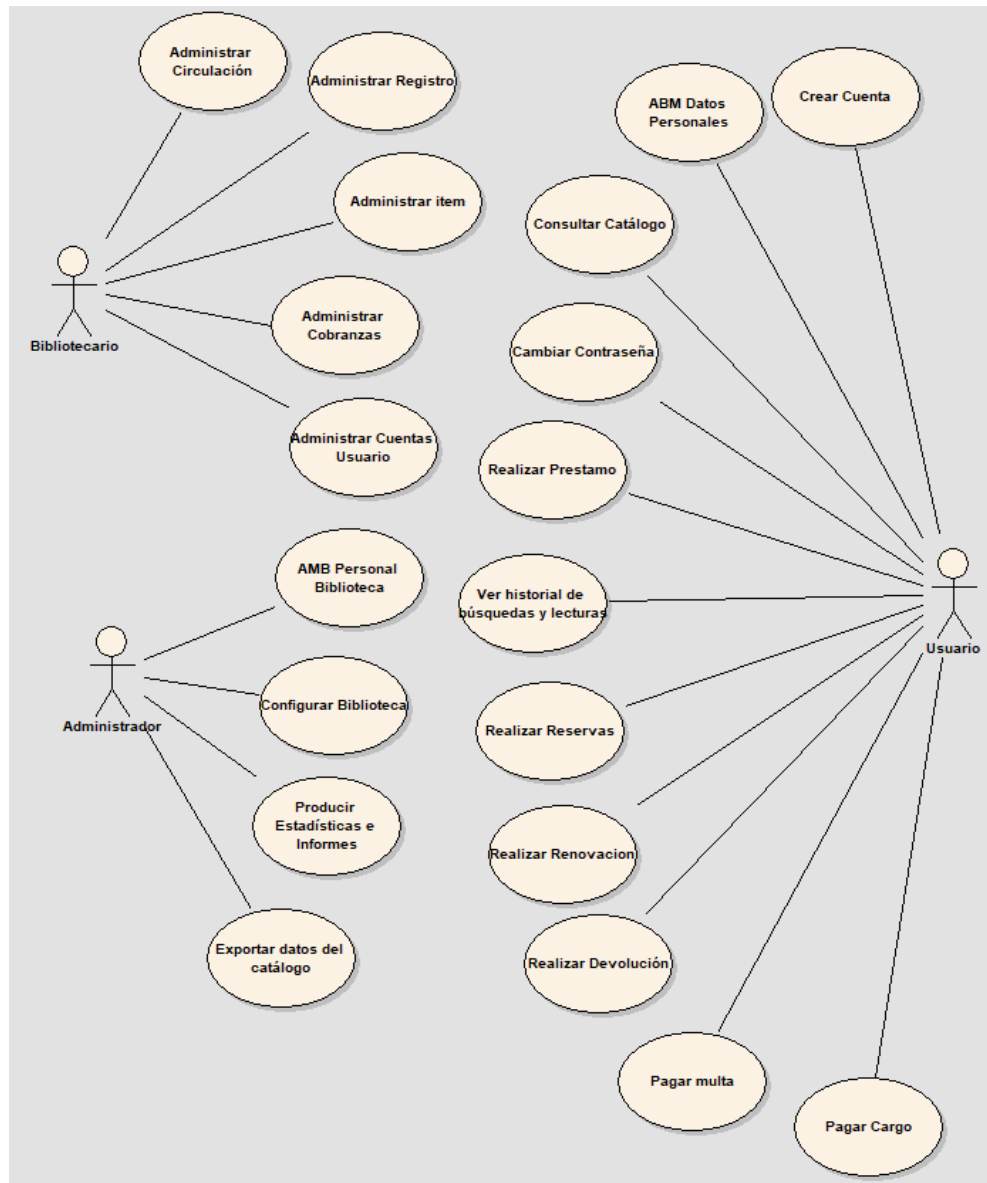 Administrar
Circulación
Administrar Registro
Administrar item
Administrar
Cobranzas
Administrar Cuentas
Usuario
Bibliotecario
AMB Personal
Biblioteca
Configurar Biblioteca
Producir
Estadísticas e
Informes
Exportar datos del
catálogo
Administrador
ABM Datos
Personales
Crear Cuenta
Consultar Catálogo
Cambiar Contraseña
Realizar Prestamo
Ver historial de
búsquedas y lecturas
Realizar Reservas
Realizar Renovacion
Realizar Devolución
Pagar multa
Pagar Cargo
Usuario